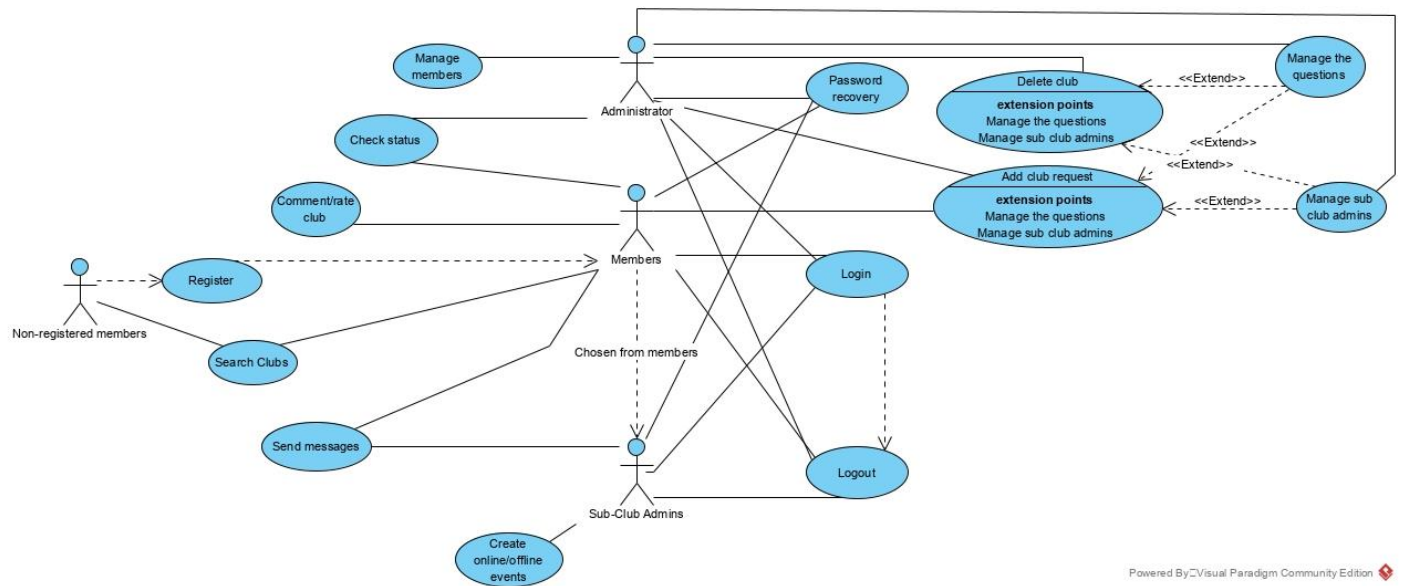 Manage
members
Administrator
Password
recovery
Delete club
extension points
Manage the questions
Manage sub club admins
<<Extend>>
Manage the
questions
Check status
<<Extend>>
<<Extend>>
Add club request
extension points
Manage the questions
Manage sub club admins
<<Extend>>
Manage sub
club admins
Comment/rate
club
Members
Register
Login
Non-registered members
Search Clubs
Chosen from members
Send messages
Logout
Sub-Club Admins
Create
online/offline
events
Powered By□Visual Paradigm Community Edition